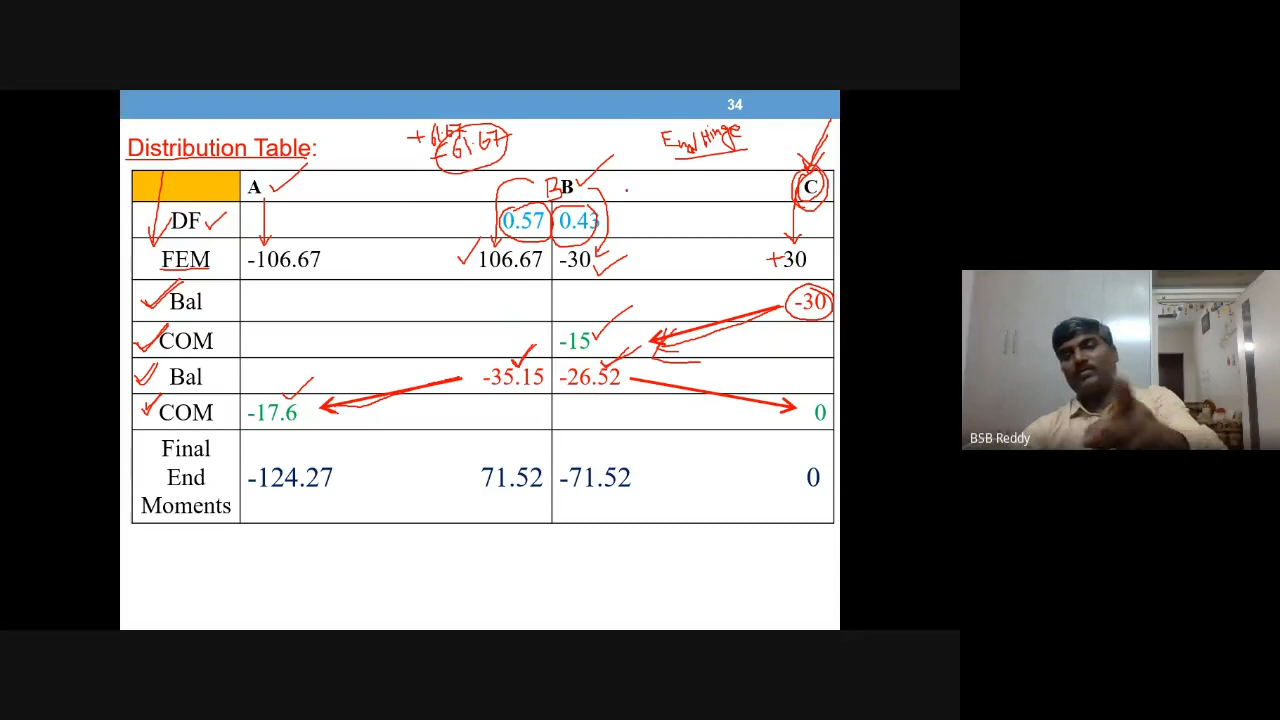 34
+61.67
-61.67
End Hinge
Distribution Table:
A B B C
DF 0.57 0.43
FEM -106.67 106.67 -30 +30
Bal -30
COM -15
Bal -35.15 -26.52
COM -17.6 0
Final
End
Moments
-124.27 71.52 -71.52 0
BSB Reddy